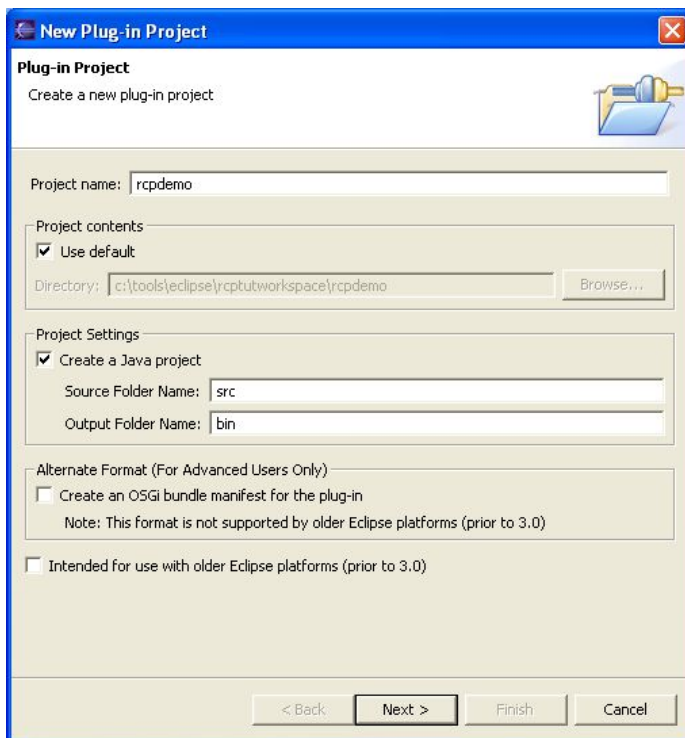 New Plug-in Project
Plug-in Project
Create a new plug-in project
Project name: rcpdemo
Project contents
Use default
Directory: c:\tools\eclipse\rcptutworkspace\rcpdemo Browse...
Project Settings
Create a Java project
Source Folder Name: src
Output Folder Name: bin
Alternate Format (For Advanced Users Only)
Create an OSGi bundle manifest for the plug-in
Note: This format is not supported by older Eclipse platforms (prior to 3.0)
Intended for use with older Eclipse platforms (prior to 3.0)
< Back Next > Finish Cancel